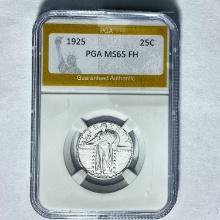 PGA
1925 25C
PGA MS65 FH
Guaranteed Authentic